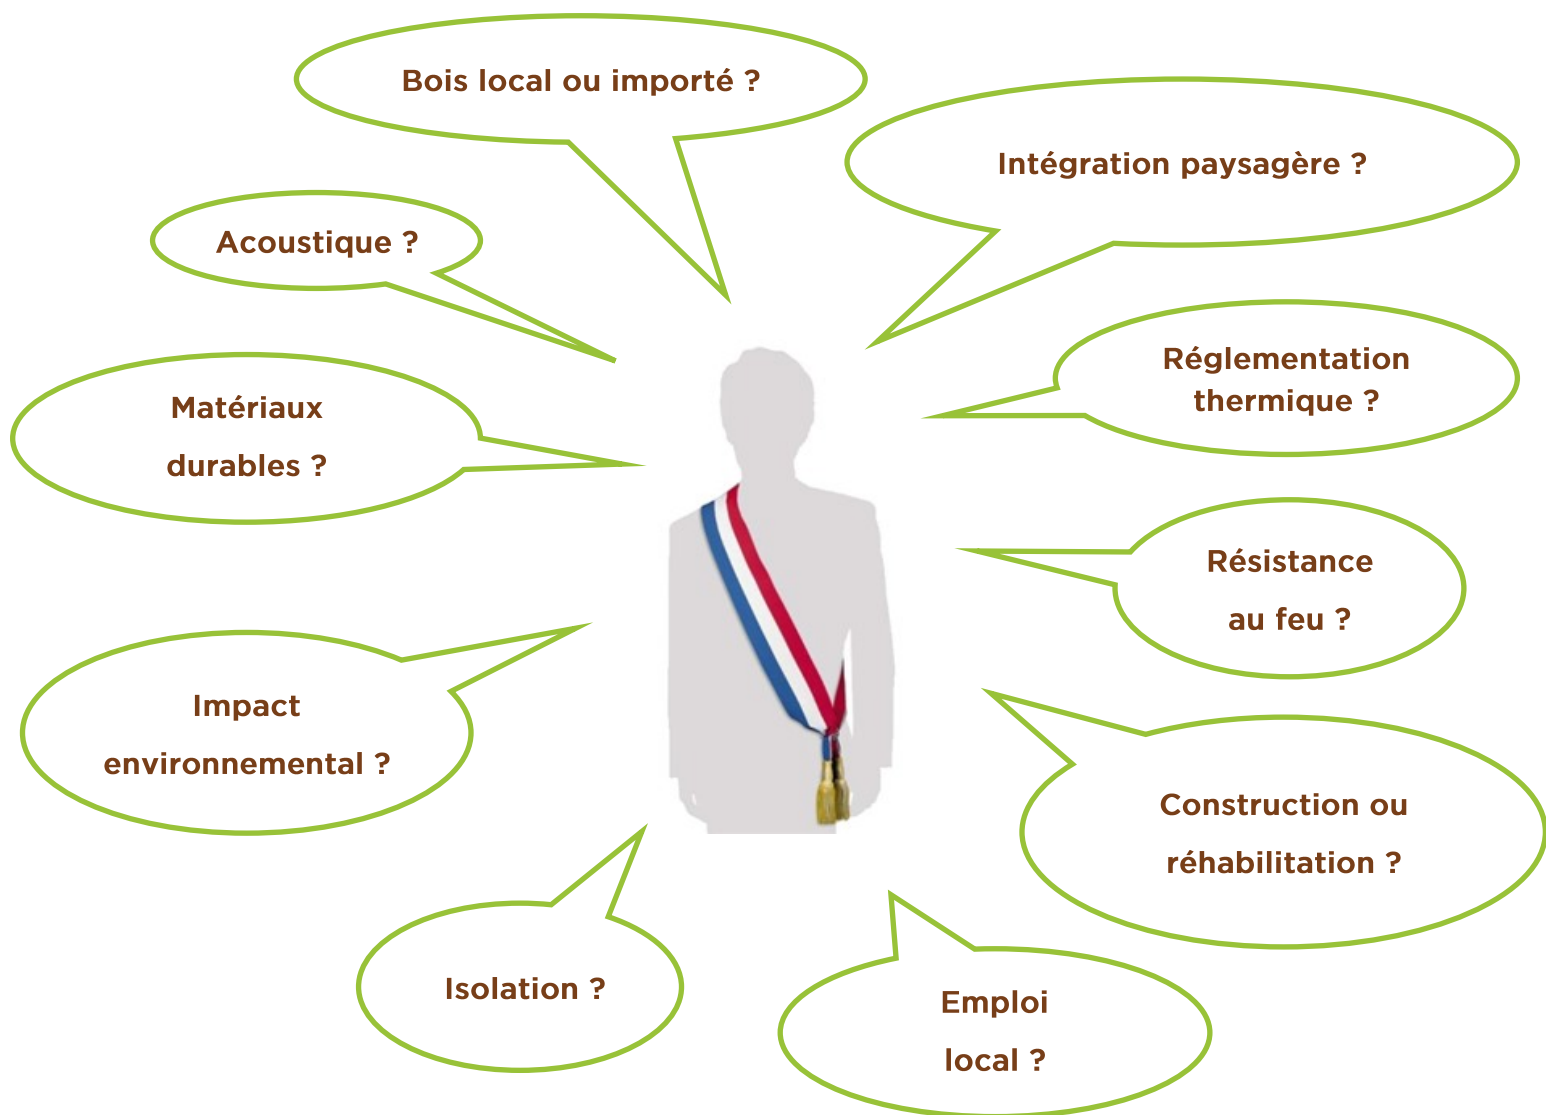 Bois local ou importé ?
Intégration paysagère ?
Acoustique ?
Réglementation
thermique ?
Matériaux
durables ?
Résistance
au feu ?
Impact
environnemental ?
Construction ou
réhabilitation ?
Isolation ?
Emploi
local ?